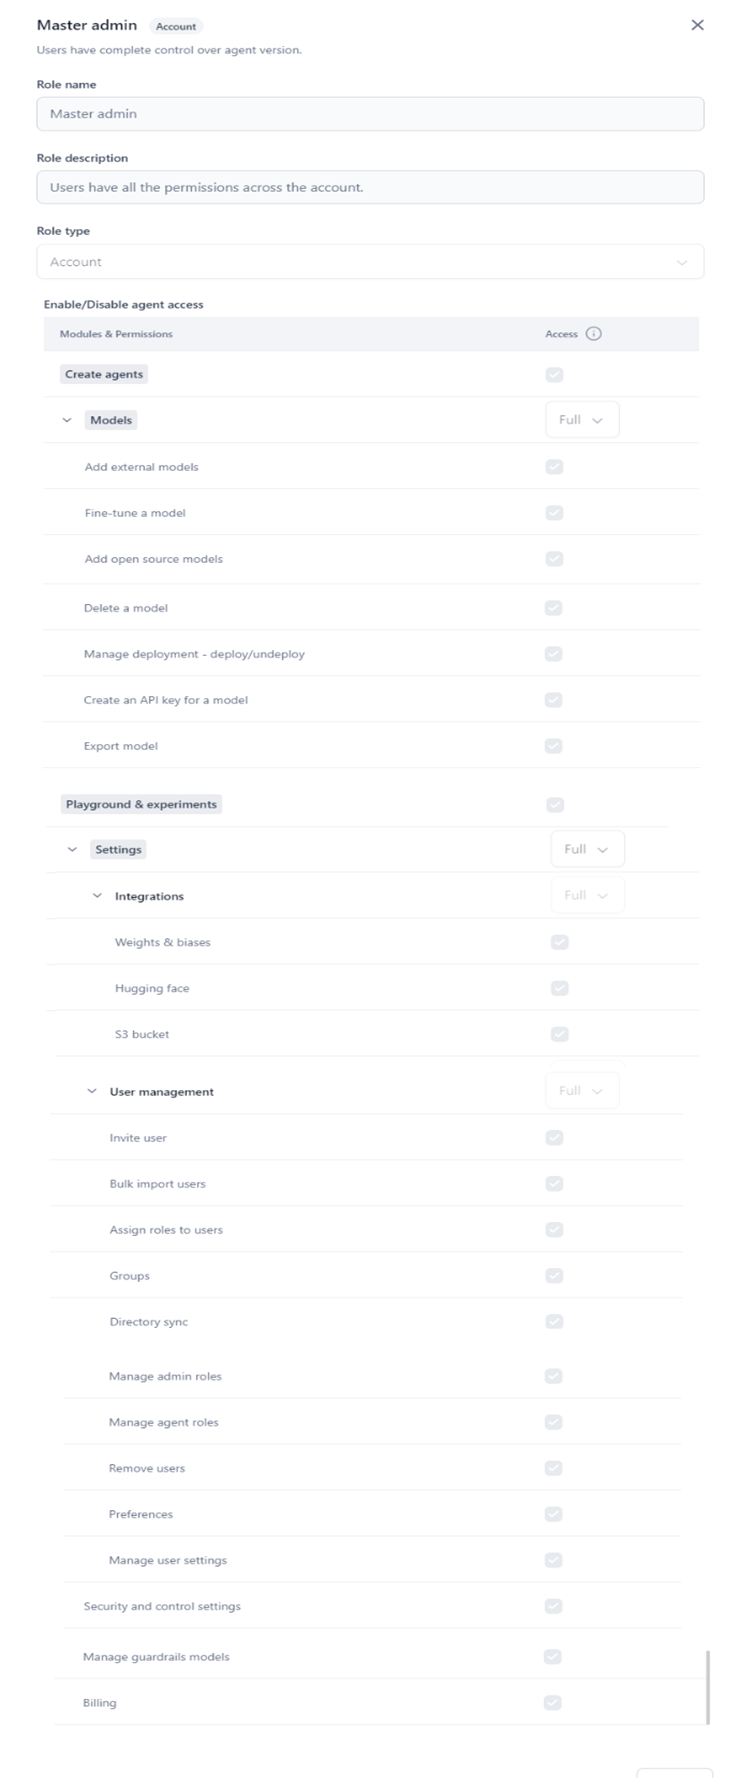 Master admin Account
Users have complete control over agent version.
Role name
Master admin
Role description
Users have all the permissions across the account.
Role type
Account
Enable/Disable agent access
Modules & Permissions Access
Create agents
Models Full
Add external models
Fine-tune a model
Add open source models
Delete a model
Manage deployment - deploy/undeploy
Create an API key for a model
Export model
Playground & experiments
Settings Full
Integrations Full
Weights & biases
Hugging face
S3 bucket
User management Full
Invite user
Bulk import users
Assign roles to users
Groups
Directory sync
Manage admin roles
Manage agent roles
Remove users
Preferences
Manage user settings
Security and control settings
Manage guardrails models
Billing